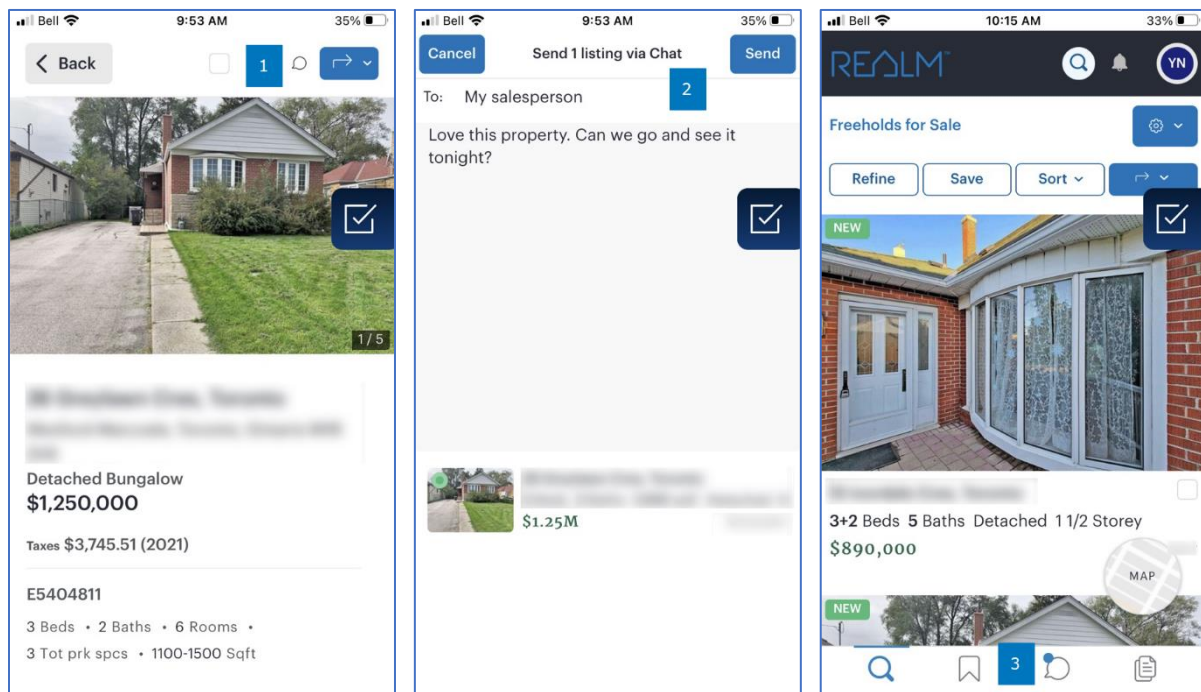 Bell 9:53 AM 35%
Back
1
1/5
Detached Bungalow
$1,250,000
Taxes $3,745.51 (2021)
E5404811
3 Beds • 2 Baths • 6 Rooms •
3 Tot prk spcs • 1100-1500 Sqft
Bell 9:53 AM 35%
Cancel Send 1 listing via Chat Send
2
To: My salesperson
Love this property. Can we go and see it
tonight?
$1.25M
Bell 10:15 AM 33%
REALM YN
Freeholds for Sale
Refine Save Sort
NEW
3+2 Beds 5 Baths Detached 1 1/2 Storey
$890,000
MAP
NEW
3